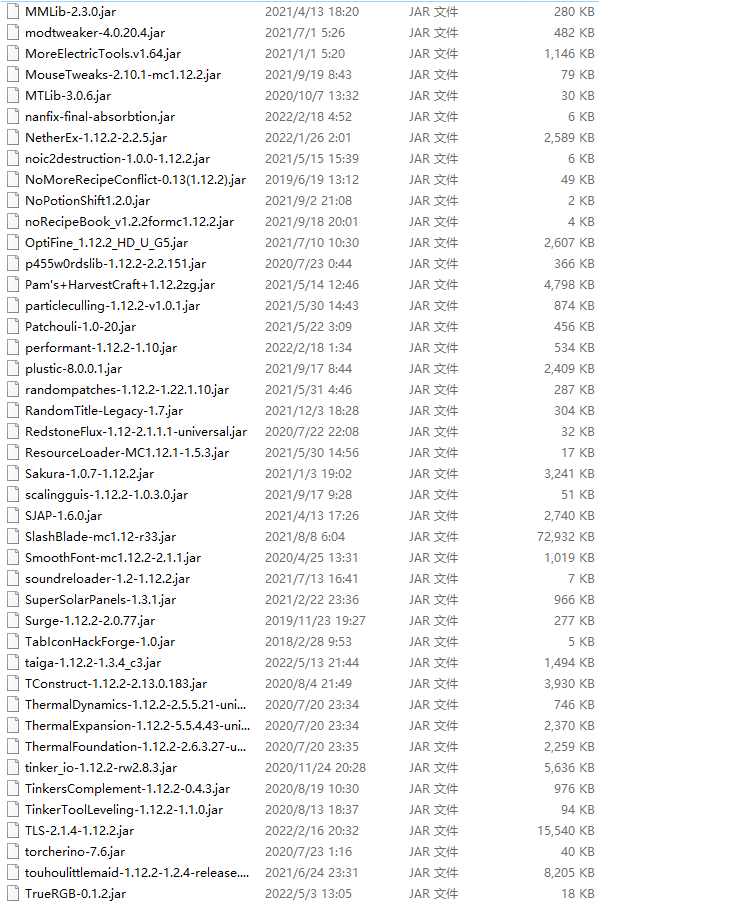 MMLib-2.3.0.jar 2021/4/13 18:20 JAR 文件 280 KB
modtweaker-4.0.20.4.jar 2021/7/1 5:26 JAR 文件 482 KB
MoreElectricTools.v1.64.jar 2021/1/1 5:20 JAR 文件 1,146 KB
MouseTweaks-2.10.1-mc1.12.2.jar 2021/9/19 8:43 JAR 文件 79 KB
MTLib-3.0.6.jar 2020/10/7 13:32 JAR 文件 30 KB
nanfix-final-absorbtion.jar 2022/2/18 4:52 JAR 文件 6 KB
NetherEx-1.12.2-2.2.5.jar 2022/1/26 2:01 JAR 文件 2,589 KB
noic2destruction-1.0.0-1.12.2.jar 2021/5/15 15:39 JAR 文件 6 KB
NoMoreRecipeConflict-0.13(1.12.2).jar 2019/6/19 13:12 JAR 文件 49 KB
NoPotionShift1.2.0.jar 2021/9/2 21:08 JAR 文件 2 KB
noRecipeBook_v1.2.2formc1.12.2.jar 2021/9/18 20:01 JAR 文件 4 KB
OptiFine_1.12.2_HD_U_G5.jar 2021/7/10 10:30 JAR 文件 2,607 KB
p455w0rdslib-1.12.2-2.2.151.jar 2020/7/23 0:44 JAR 文件 366 KB
Pam's+HarvestCraft+1.12.2zg.jar 2021/5/14 12:46 JAR 文件 4,798 KB
particleculling-1.12.2-v1.0.1.jar 2021/5/30 14:43 JAR 文件 874 KB
Patchouli-1.0-20.jar 2021/5/22 3:09 JAR 文件 456 KB
performant-1.12.2-1.10.jar 2022/2/18 1:34 JAR 文件 534 KB
plustic-8.0.0.1.jar 2021/9/17 8:44 JAR 文件 2,409 KB
randompatches-1.12.2-1.22.1.10.jar 2021/5/31 4:46 JAR 文件 287 KB
RandomTitle-Legacy-1.7.jar 2021/12/3 18:28 JAR 文件 304 KB
RedstoneFlux-1.12-2.1.1.1-universal.jar 2020/7/22 22:08 JAR 文件 32 KB
ResourceLoader-MC1.12.1-1.5.3.jar 2021/5/30 14:56 JAR 文件 17 KB
Sakura-1.0.7-1.12.2.jar 2021/1/3 19:02 JAR 文件 3,241 KB
scalingguis-1.12.2-1.0.3.0.jar 2021/9/17 9:28 JAR 文件 51 KB
SJAP-1.6.0.jar 2021/4/13 17:26 JAR 文件 2,740 KB
SlashBlade-mc1.12-r33.jar 2021/8/8 6:04 JAR 文件 72,932 KB
SmoothFont-mc1.12.2-2.1.1.jar 2020/4/25 13:31 JAR 文件 1,019 KB
soundreloader-1.2-1.12.2.jar 2021/7/13 16:41 JAR 文件 7 KB
SuperSolarPanels-1.3.1.jar 2021/2/22 23:36 JAR 文件 966 KB
Surge-1.12.2-2.0.77.jar 2019/11/23 19:27 JAR 文件 277 KB
TabIconHackForge-1.0.jar 2018/2/28 9:53 JAR 文件 5 KB
taiga-1.12.2-1.3.4_c3.jar 2022/5/13 21:44 JAR 文件 1,494 KB
TConstruct-1.12.2-2.13.0.183.jar 2020/8/4 21:49 JAR 文件 3,930 KB
ThermalDynamics-1.12.2-2.5.5.21-uni... 2020/7/20 23:34 JAR 文件 746 KB
ThermalExpansion-1.12.2-5.5.4.43-uni... 2020/7/20 23:34 JAR 文件 2,370 KB
ThermalFoundation-1.12.2-2.6.3.27-u... 2020/7/20 23:35 JAR 文件 2,259 KB
tinker_io-1.12.2-rw2.8.3.jar 2020/11/24 20:28 JAR 文件 5,636 KB
TinkersComplement-1.12.2-0.4.3.jar 2020/8/19 10:30 JAR 文件 976 KB
TinkerToolLeveling-1.12.2-1.1.0.jar 2020/8/13 18:37 JAR 文件 94 KB
TLS-2.1.4-1.12.2.jar 2022/2/16 20:32 JAR 文件 15,540 KB
torcherino-7.6.jar 2020/7/23 1:16 JAR 文件 40 KB
touhoulittlemaid-1.12.2-1.2.4-release.... 2021/6/24 23:31 JAR 文件 8,205 KB
TrueRGB-0.1.2.jar 2022/5/3 13:05 JAR 文件 18 KB